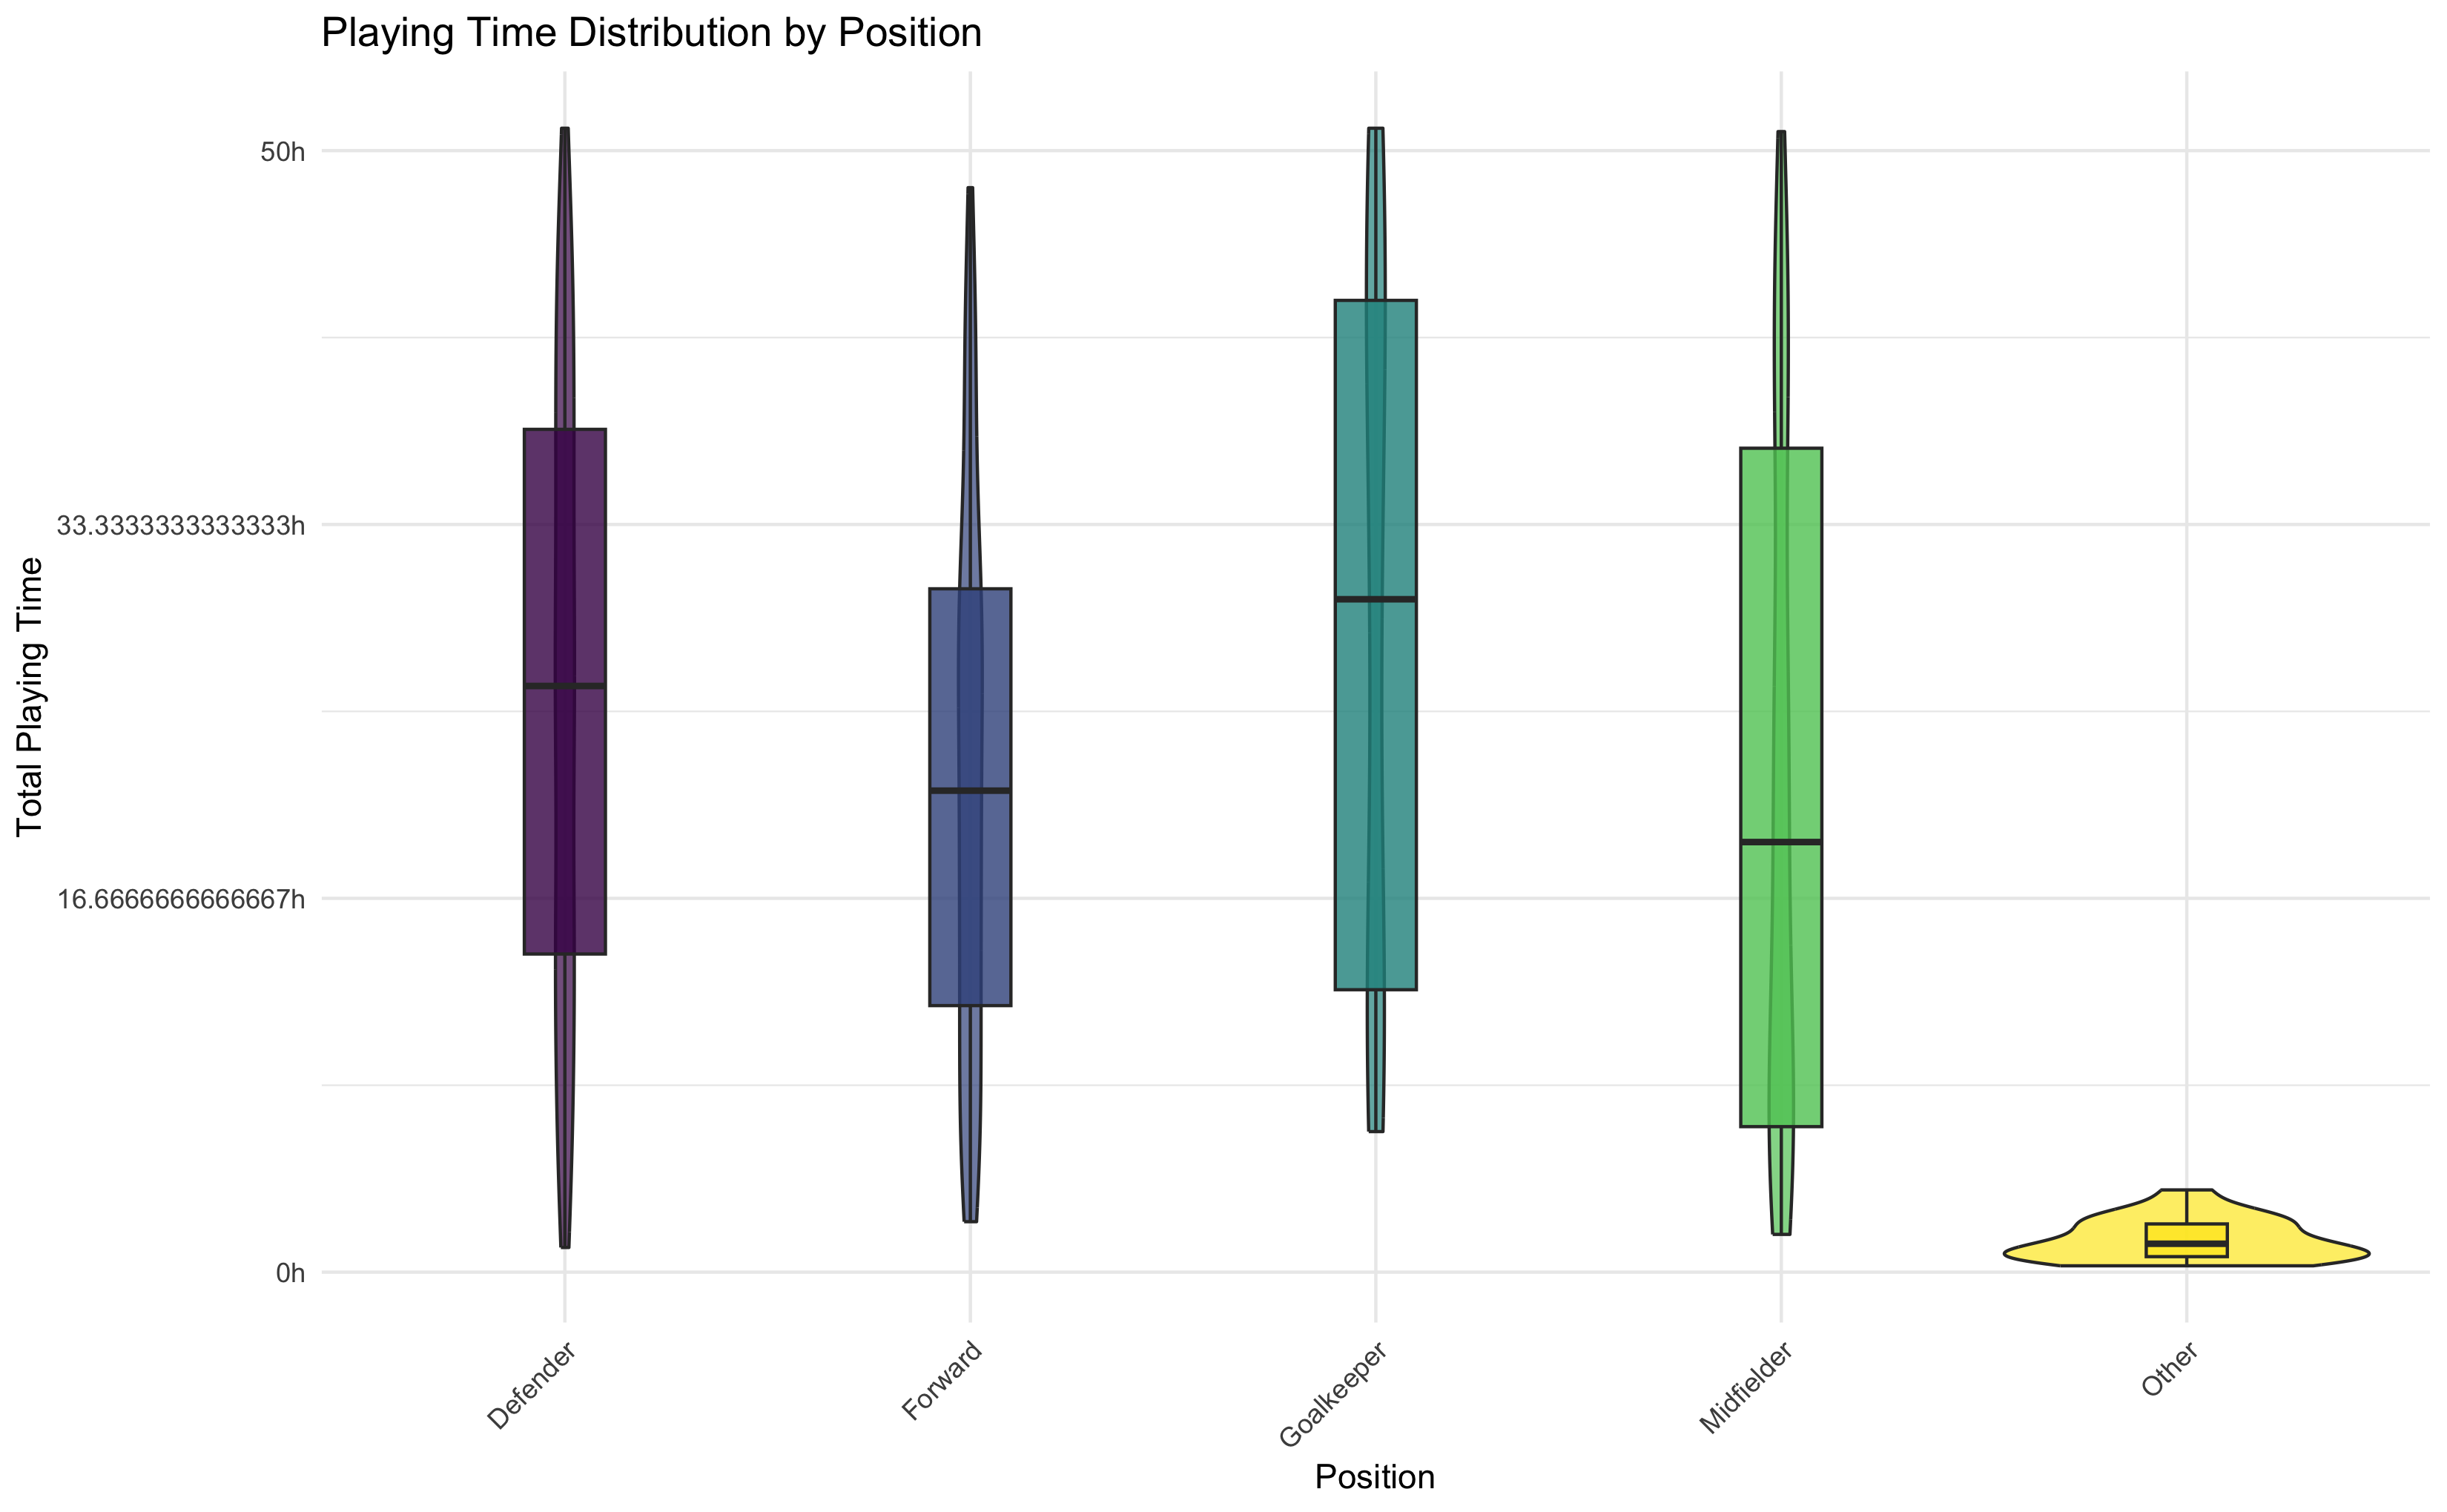 Playing Time Distribution by Position
Total Playing Time
50h
33.3333333333333h
16.6666666666667h
0h
Defender
Forward
Goalkeeper
Midfielder
Other
Position